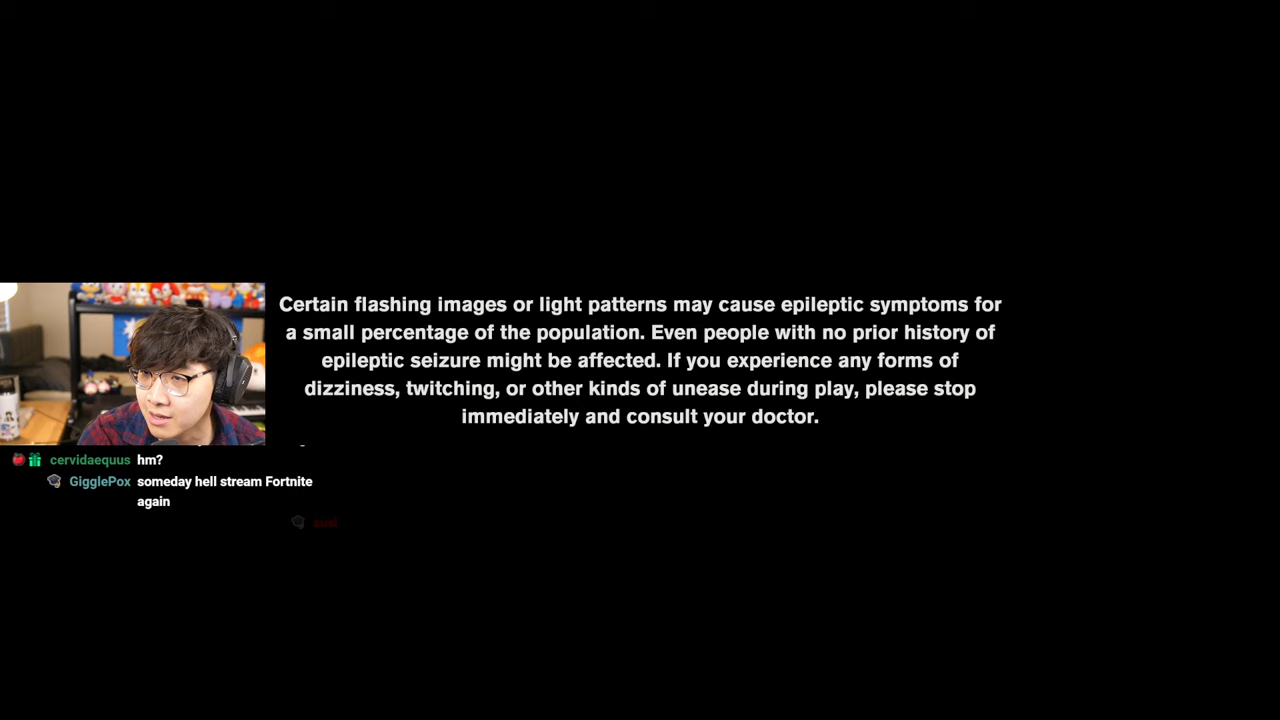 Certain flashing images or light patterns may cause epileptic symptoms for
a small percentage of the population. Even people with no prior history of
epileptic seizure might be affected. If you experience any forms of
dizziness, twitching, or other kinds of unease during play, please stop
immediately and consult your doctor.
cervidaequus hm?
GigglePox someday hell stream Fortnite
again